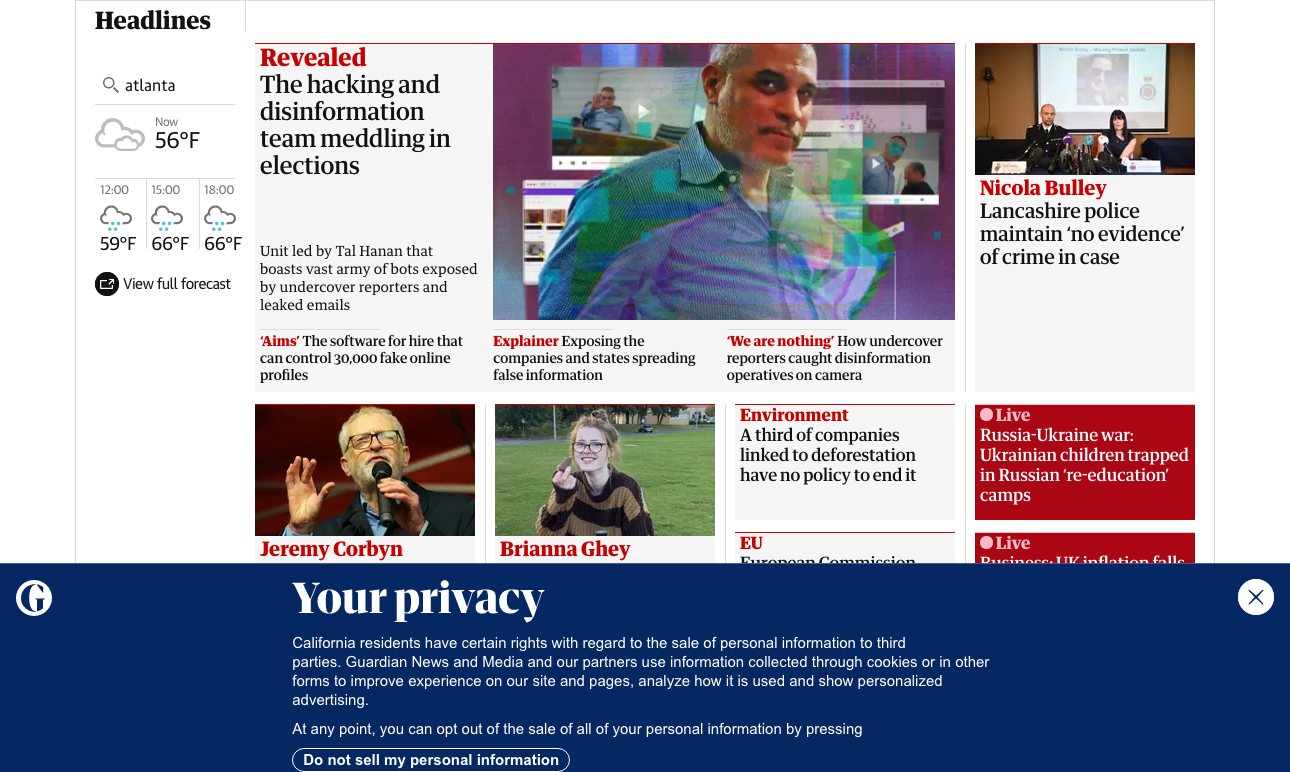 Headlines
atlanta
Now
56°F
12:00
15:00
18:00
59°F
66°F
66°F
View full forecast
Revealed
The hacking and
disinformation
team meddling in
elections
Unit led by Tal Hanan that
boasts vast army of bots exposed
by undercover reporters and
leaked emails
‘Aims’ The software for hire that
can control 30,000 fake online
profiles
Explainer Exposing the
companies and states spreading
false information
‘We are nothing’ How undercover
reporters caught disinformation
operatives on camera
Nicola Bulley
Lancashire police
maintain ‘no evidence’
of crime in case
Jeremy Corbyn
Brianna Ghey
Environment
A third of companies
linked to deforestation
have no policy to end it
EU
European Commission
Live
Russia-Ukraine war:
Ukrainian children trapped
in Russian ‘re-education’
camps
Live
Business: UK inflation falls
Your privacy
California residents have certain rights with regard to the sale of personal information to third
parties. Guardian News and Media and our partners use information collected through cookies or in other
forms to improve experience on our site and pages, analyze how it is used and show personalized
advertising.
At any point, you can opt out of the sale of all of your personal information by pressing
Do not sell my personal information